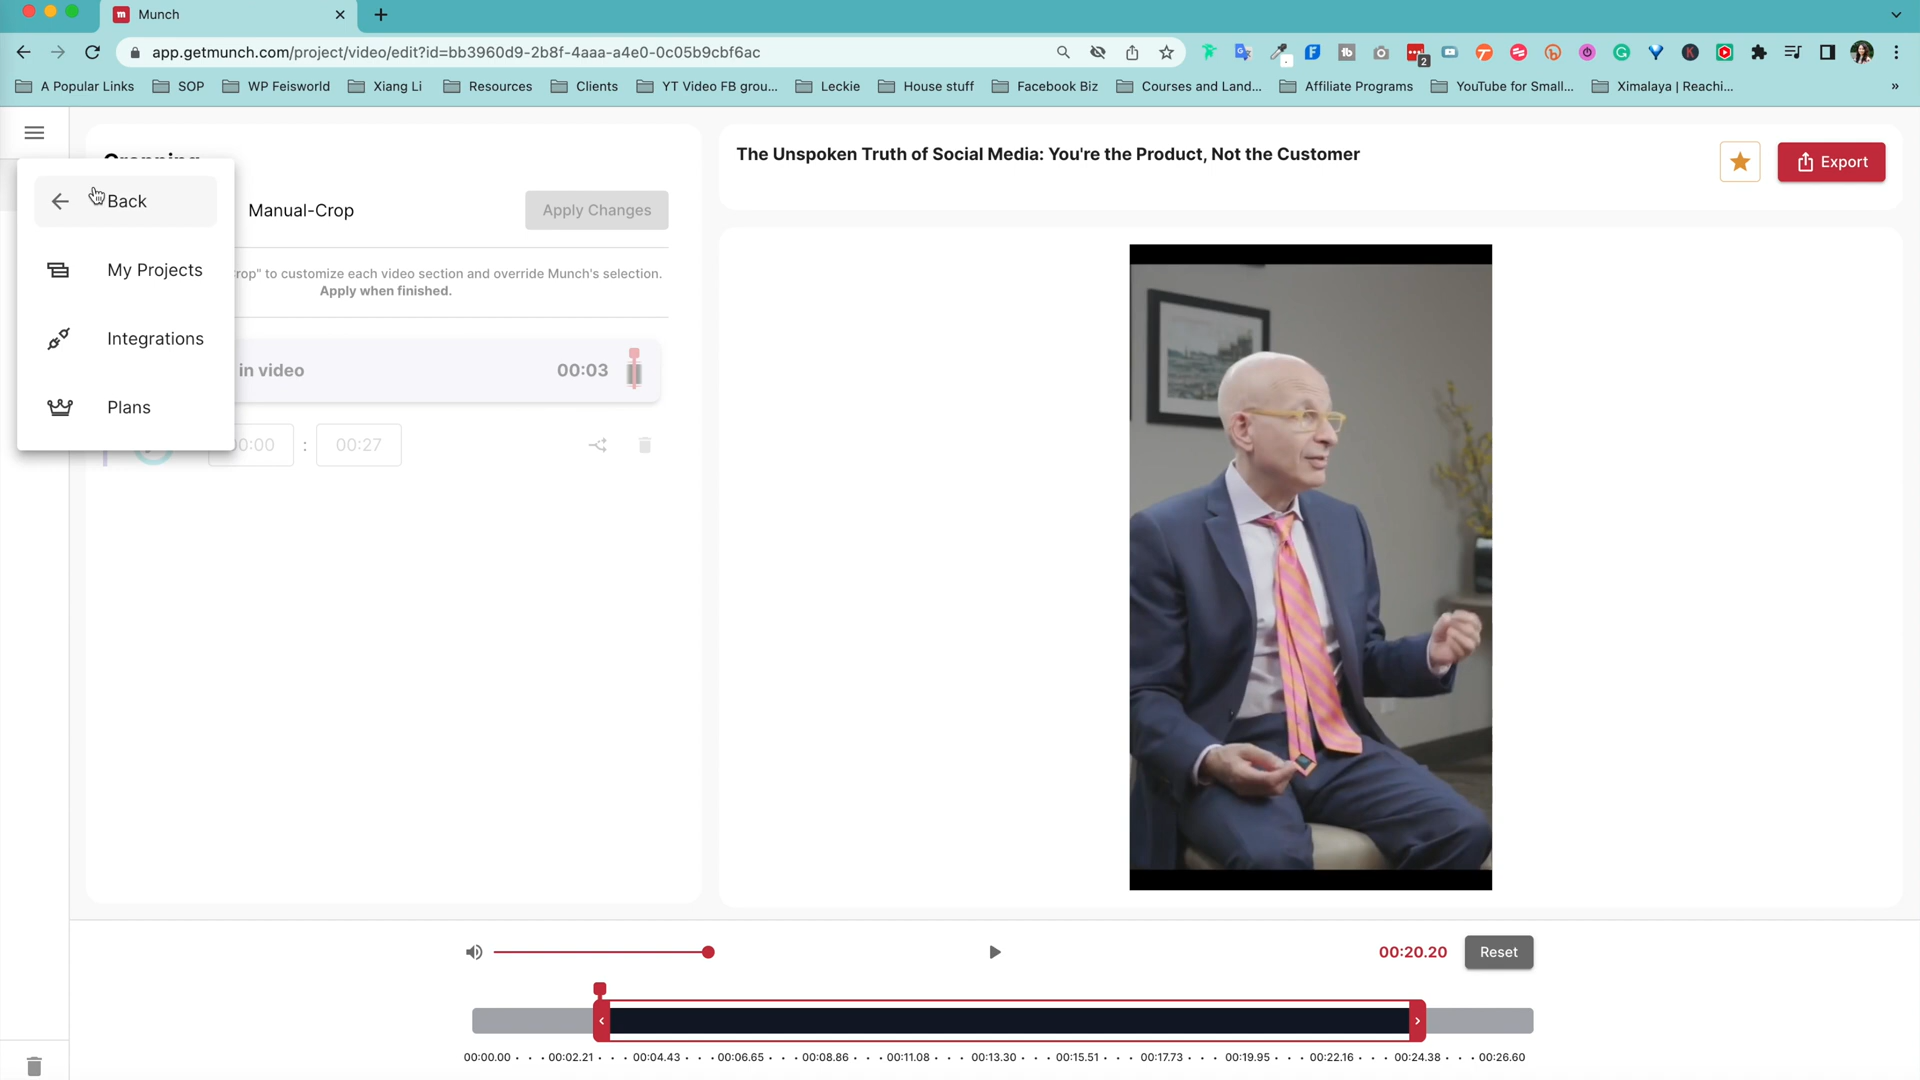 Munch
app.getmunch.com/project/video/edit?id=bb3960d9-2b8f-4aaa-a4e0-0c05b9cbf6ac
2
A Popular Links
SOP
WP Feisworld
Xiang Li
Resources
Clients
YT Video FB grou...
Leckie
House stuff
Facebook Biz
Courses and Land...
Affiliate Programs
YouTube for Small...
Ximalaya | Reachi...
»
Back
My Projects
Integrations
Plans
Manual-Crop
Apply Changes
rop" to customize each video section and override Munch's selection.
Apply when finished.
in video
00:03
00:00 : 00:27
The Unspoken Truth of Social Media: You're the Product, Not the Customer
Export
00:20.20
Reset
00:00.00 · · · 00:02.21 · · · 00:04.43 · · · 00:06.65 · · · 00:08.86 · · · 00:11.08 · · · 00:13.30 · · · 00:15.51 · · · 00:17.73 · · · 00:19.95 · · · 00:22.16 · · · 00:24.38 · · · 00:26.60